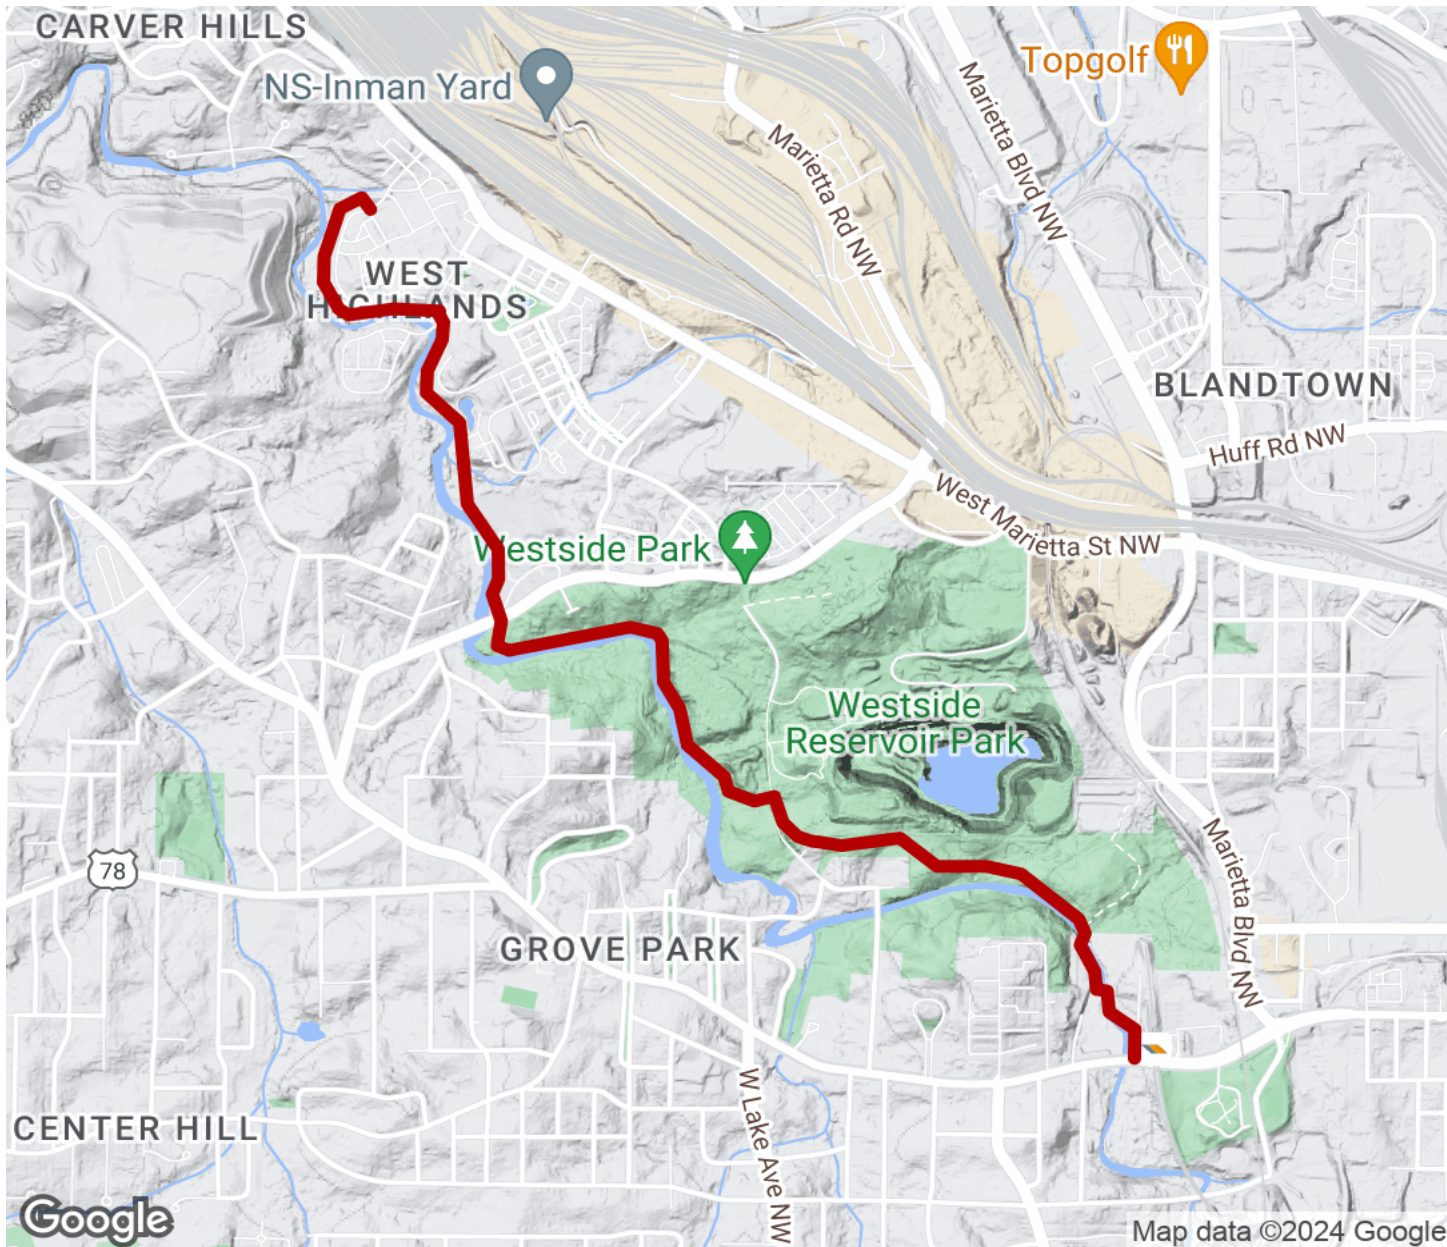 CARVER HILLS
NS-Inman Yard
Topgolf
Marietta Blvd NW
Marietta Rd NW
WEST
HIGHLANDS
BLANDTOWN
Huff Rd NW
West Marietta St NW
Westside Park
Westside
Reservoir Park
78
Marietta Blvd NW
GROVE PARK
W Lake Ave NW
CENTER HILL
Google
Map data ©2024 Google